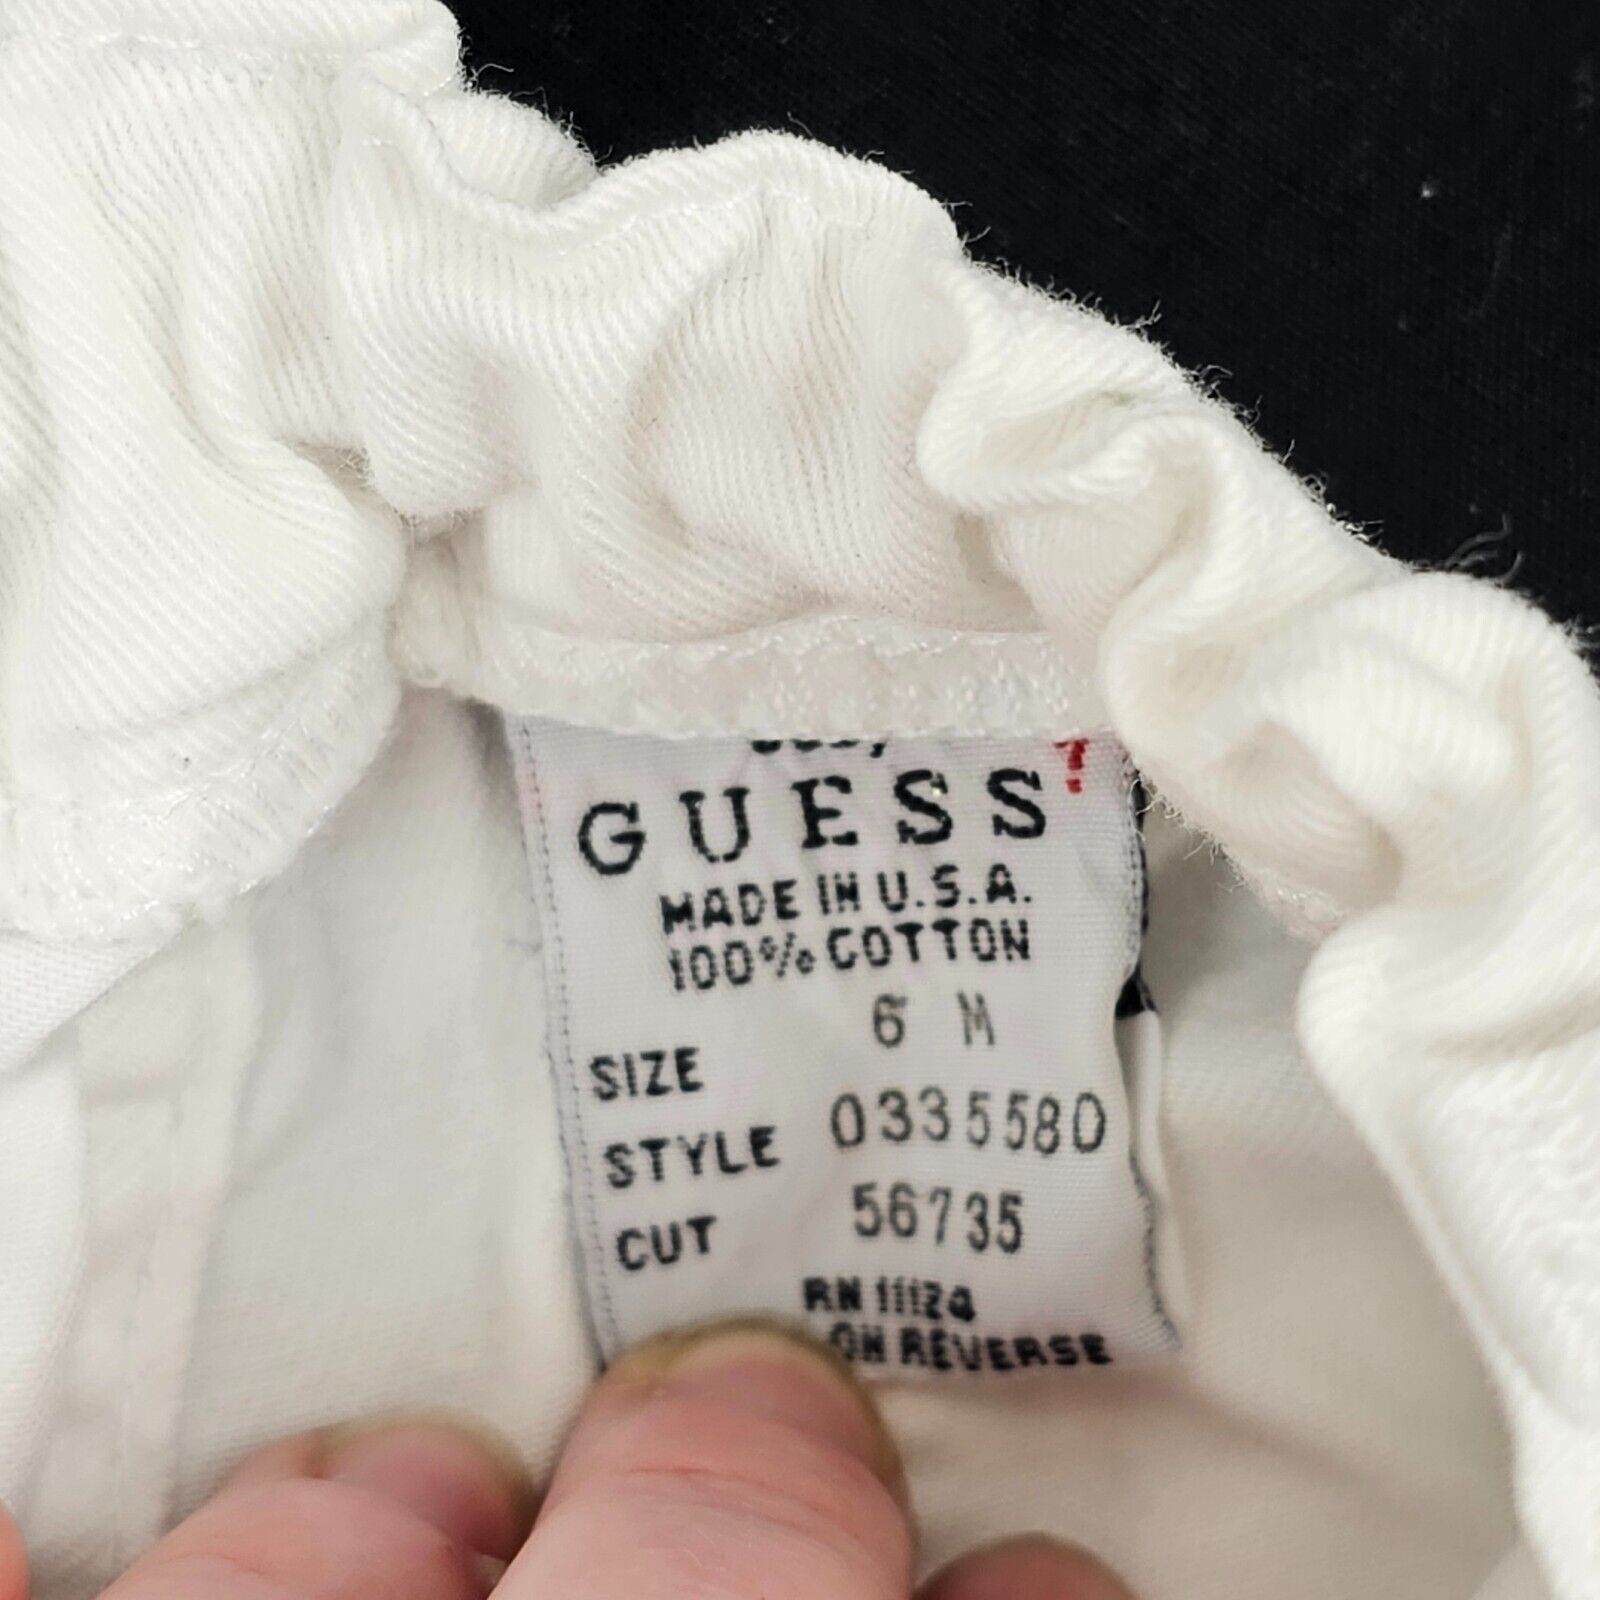 GUESS?
MADE IN U.S.A.
100% COTTON
SIZE 6 M
STYLE 0335580
CUT 56735
RN 11124
ON REVERSE